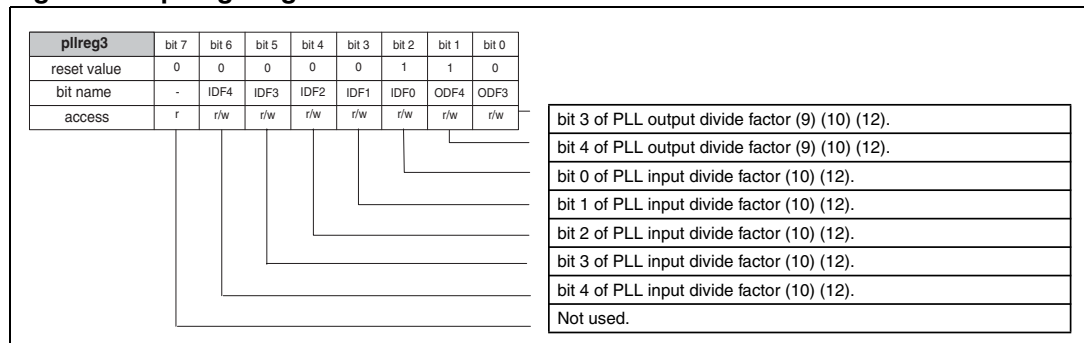 pllreg3 bit 7 bit 6 bit 5 bit 4 bit 3 bit 2 bit 1 bit 0
reset value 0 0 0 0 0 1 1 0
bit name - IDF4 IDF3 IDF2 IDF1 IDF0 ODF4 ODF3
access r r/w r/w r/w r/w r/w r/w r/w
bit 3 of PLL output divide factor (9) (10) (12).
bit 4 of PLL output divide factor (9) (10) (12).
bit 0 of PLL input divide factor (10) (12).
bit 1 of PLL input divide factor (10) (12).
bit 2 of PLL input divide factor (10) (12).
bit 3 of PLL input divide factor (10) (12).
bit 4 of PLL input divide factor (10) (12).
Not used.